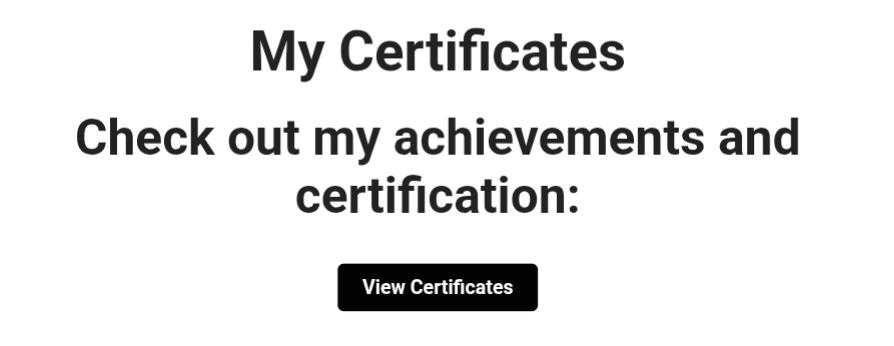 My Certificates
Check out my achievements and
certification:
View Certificates